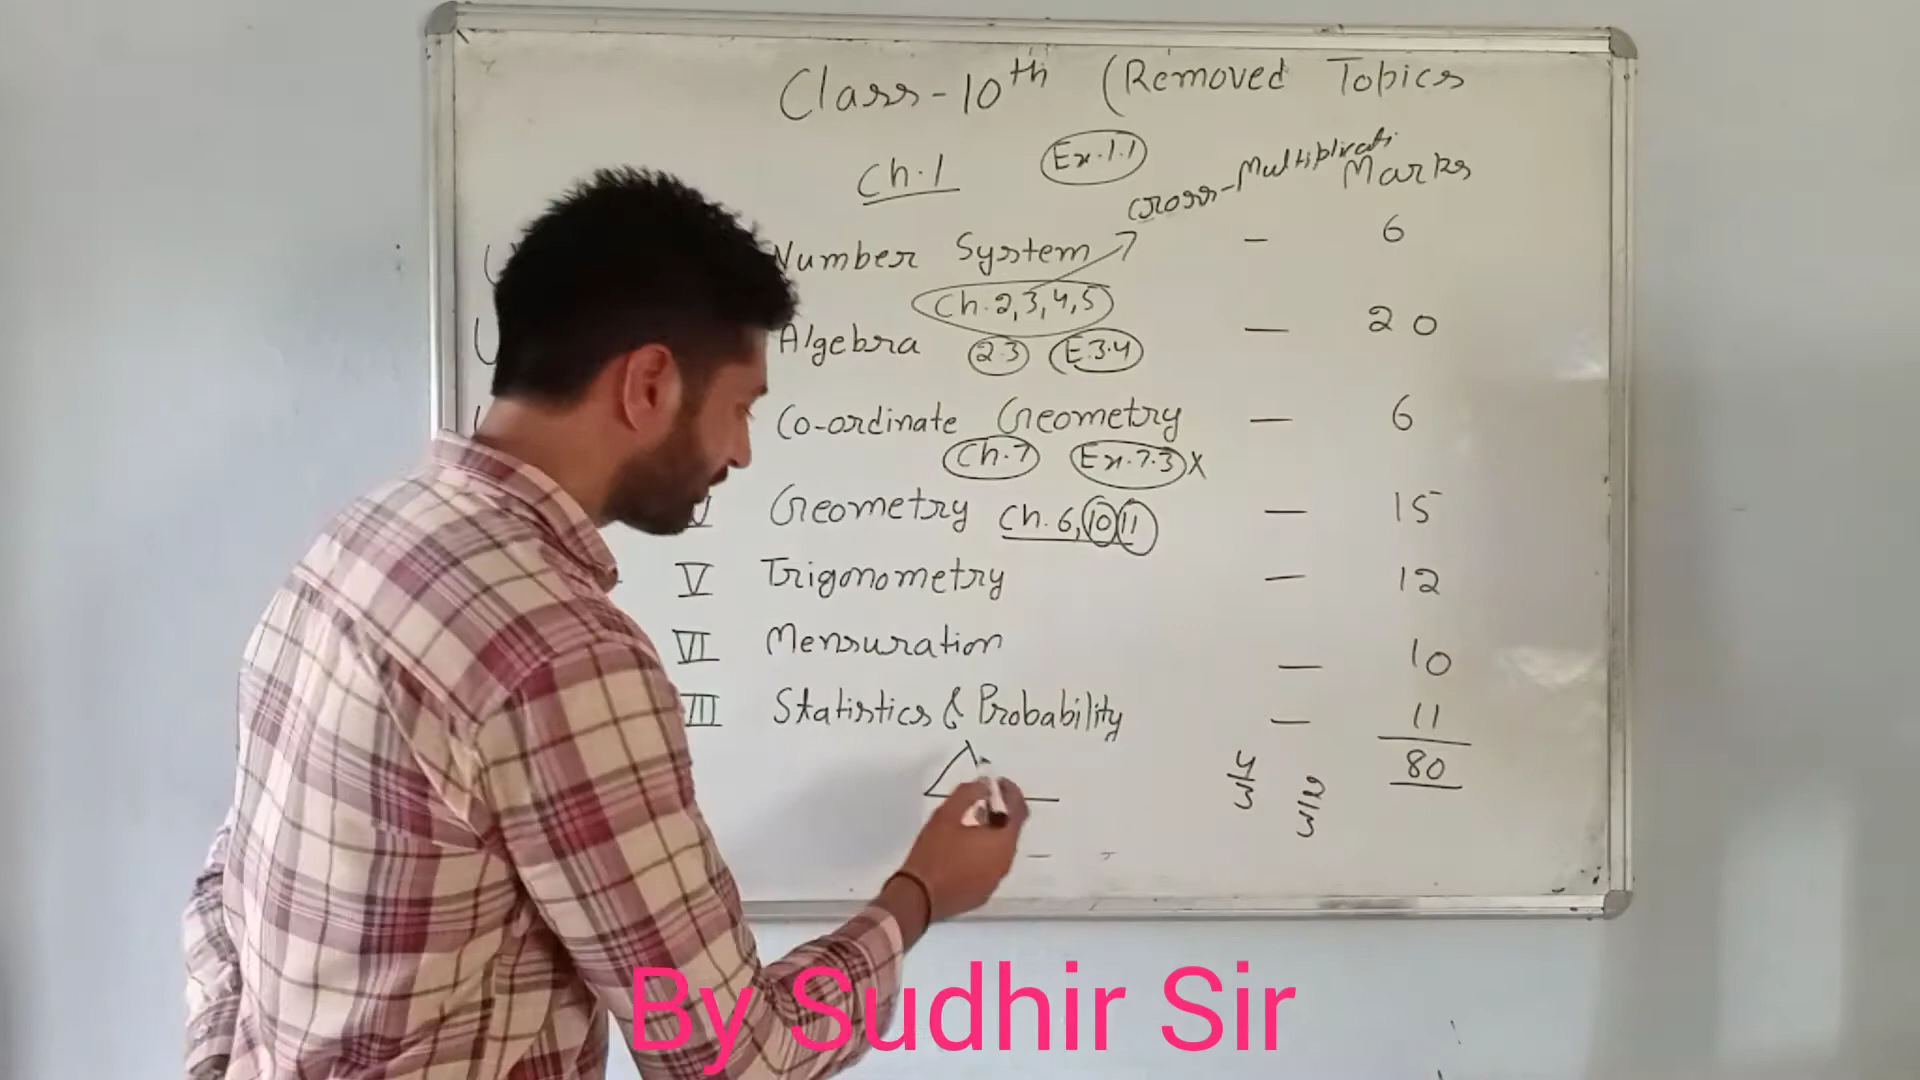 Class-10th (Removed Topics
Ch.1 Ex.1.1 Cross-Multiplicati Marks
Number System — 6
Ch.2,3,4,5
Algebra 2.3 E.3.4 — 20
Co-ordinate Geometry — 6
Ch.7 Ex.7.3 X
Geometry Ch.6,10 11 — 15
V Trigonometry — 12
VI Mensuration — 10
II Statistics & Probability — 11
80
By Sudhir Sir